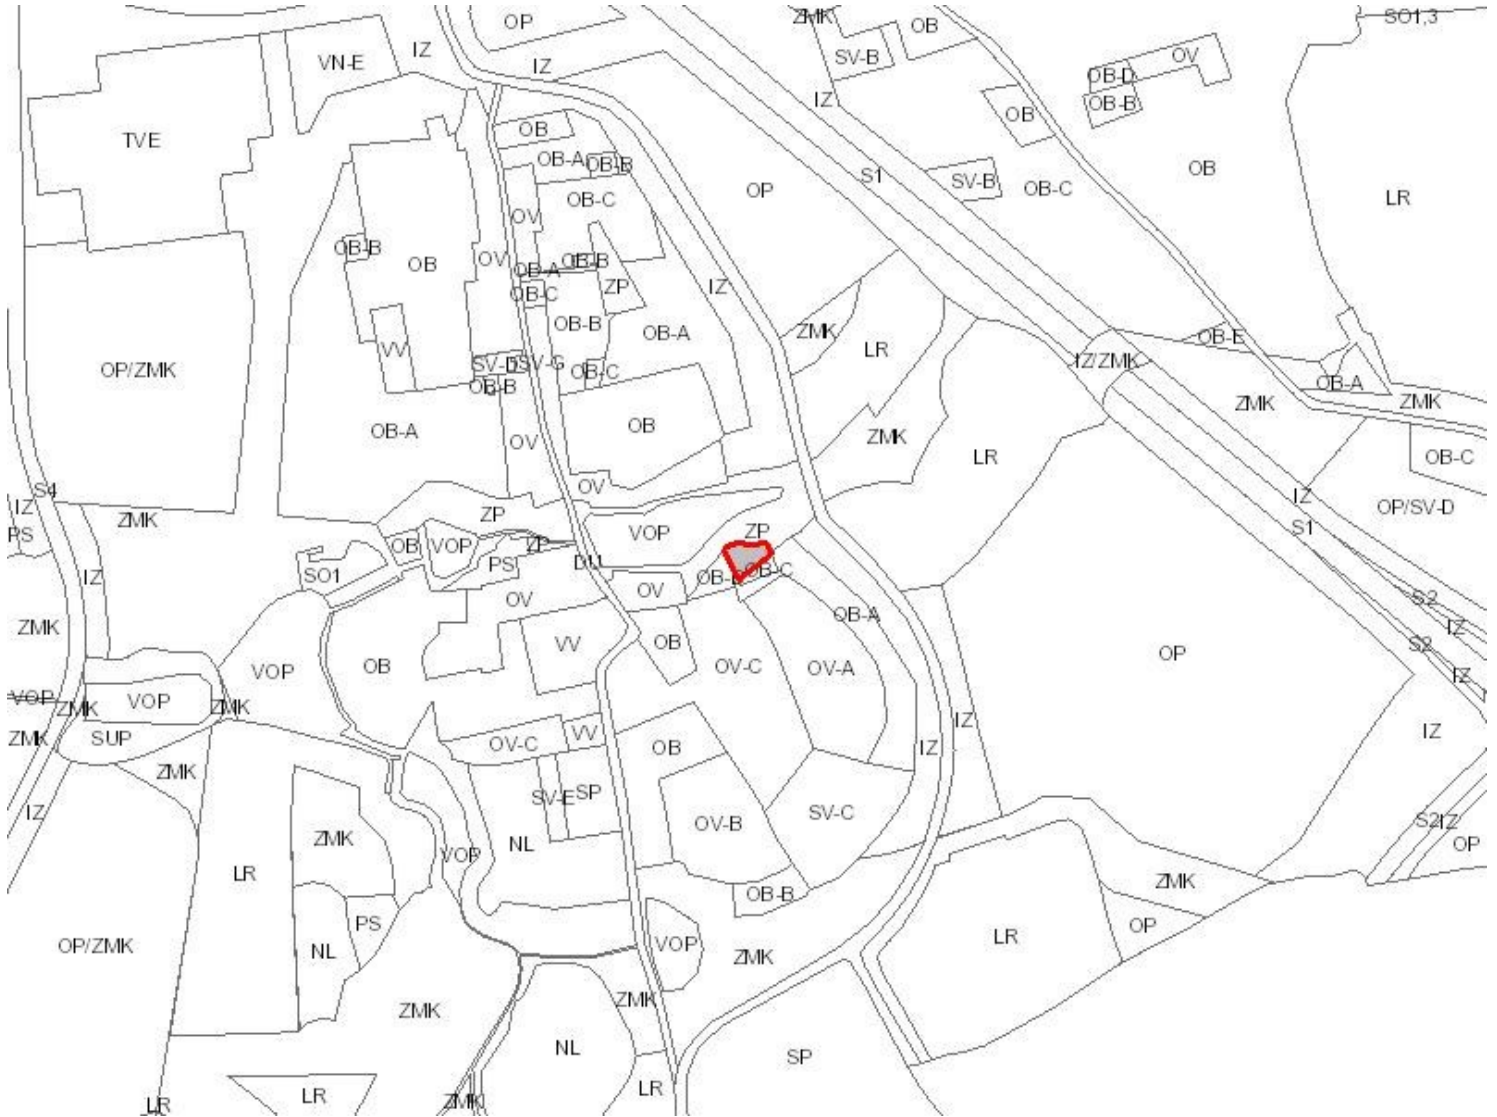 OP
ZMK
SO1,3
VN-E
IZ
OB
SV-B
IZ
OV
OB-D
OB-B
IZ
OB
TVE
OB
OB-A
OB-B
S1
SV-B
OB-C
OB
OP
LR
OB-C
OV
OB-B
OB
OV
OB-B
OB-A
OB-C
ZP
IZ
OB-B
OB-A
ZMK
OB-E
VV
LR
IZ/ZMK
OP/ZMK
SV-D
SV-G
OB-C
OB-B
OB-A
ZMK
ZMK
OB-A
OV
OB
ZMK
LR
OB-C
S4
OV
IZ
IZ
OP/SV-D
ZMK
ZP
S1
PS
VOP
ZP
OB
VOP
ZP
DU
PS
SO1
OB-C
IZ
OV
OV
S2
OB-A
ZMK
IZ
OB
S2
VV
OP
OB
OV-C
OV-A
VOP
IZ
VOP
VOP
ZMK
ZMK
IZ
ZMK
SUP
OV-C
VV
OB
IZ
IZ
ZMK
SV-E
SP
IZ
OV-B
SV-C
S2
IZ
ZMK
NL
OP
VOP
LR
ZMK
OB-B
PS
OP
OP/ZMK
NL
VOP
LR
ZMK
ZMK
ZMK
NL
SP
LR
LR
LR
ZMK